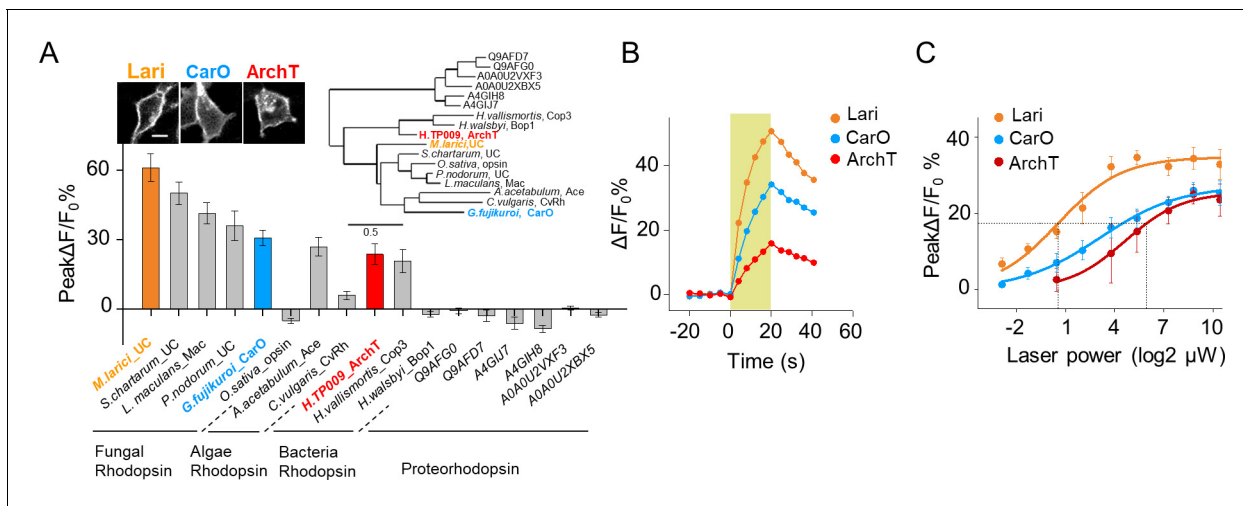 A
Lari CarO ArchT
Q9AFD7
Q9AFG0
A0A0U2VXF3
A0A0U2XBX5
A4GIH8
A4GIJ7
H.vallismortis, Cop3
H.walsbyi, Bop1
H.TP009, ArchT
M.larici,UC
S.chartarum, UC
O.sativa, opsin
P.nodorum, UC
L.maculans, Mac
A.acetabulum, Ace
C.vulgaris, CvRh
G.fujikuroi, CarO
0.5
PeakΔF/F0 %
60
30
0
M.larici_UC
S.chartarum_UC
L. maculans_Mac
P.nodorum_UC
G.fujikuroi_CarO
O.sativa_opsin
A.acetabulum_Ace
C.vulgaris_CvRh
H.TP009_ArchT
H.vallismortis_Cop3
H.walsbyi_Bop1
Q9AFG0
Q9AFD7
A4GIJ7
A4GIH8
A0A0U2VXF3
A0A0U2XBX5
Fungal
Rhodopsin
Algae
Rhodopsin
Bacteria
Rhodopsin
Proteorhodopsin
B
Lari
CarO
ArchT
ΔF/F0 %
40
20
0
-20 0 20 40 60
Time (s)
C
Lari
CarO
ArchT
Peak ΔF/F0 %
40
20
0
-2 1 4 7 10
Laser power (log2 μW)